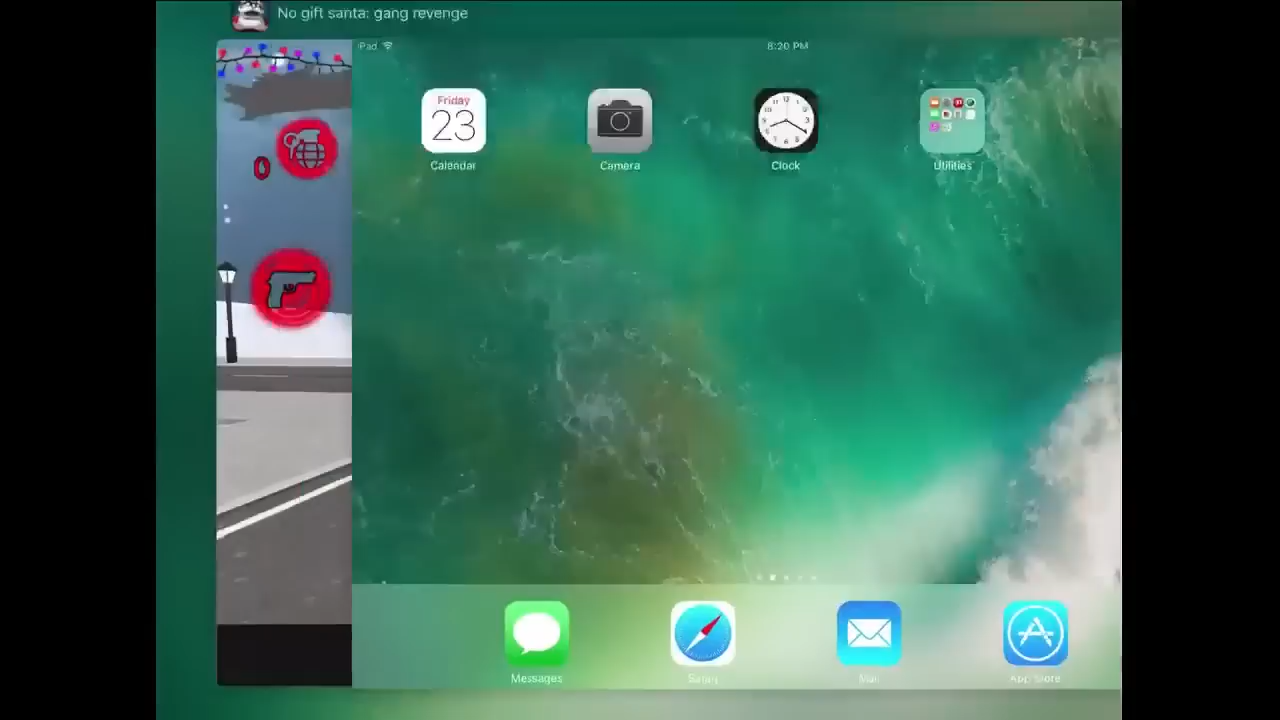 No gift santa: gang revenge
iPad
8:20 PM
Friday
23
Calendar
Camera
Clock
Utilities
0
Messages
Safari
Mail
App Store